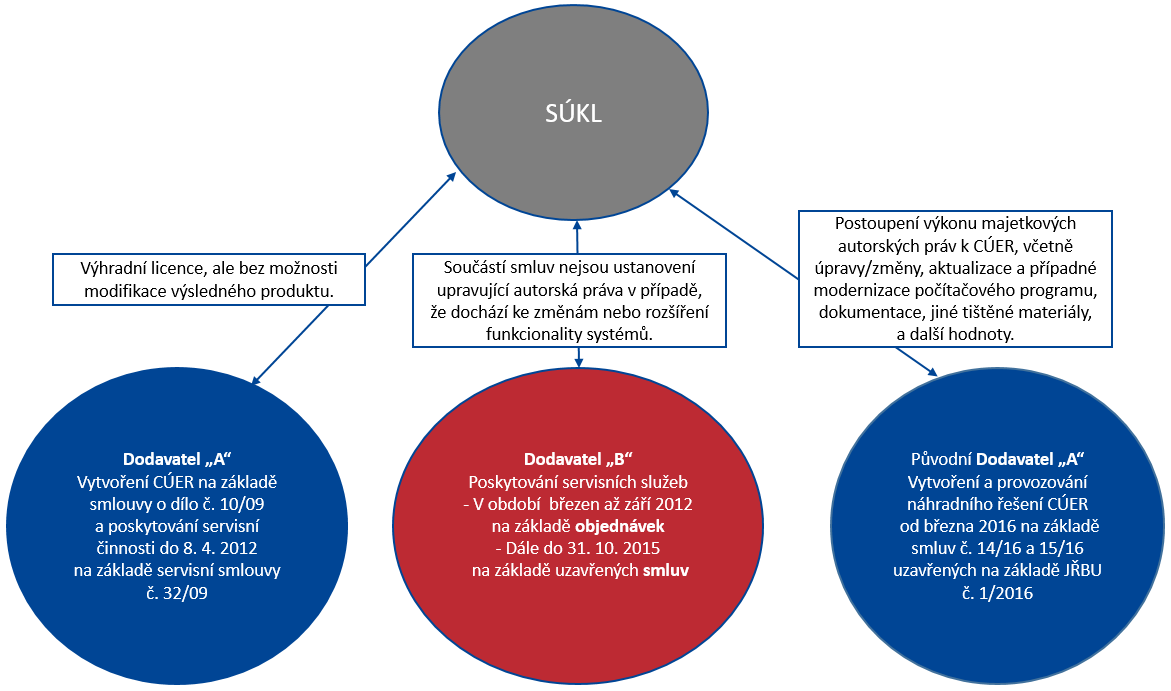 SÚKL
Výhradní licence, ale bez možnosti
modifikace výsledného produktu.
Součástí smluv nejsou ustanovení
upravující autorská práva v případě,
že dochází ke změnám nebo rozšíření
funkcionality systémů.
Postoupení výkonu majetkových
autorských práv k CÚER, včetně
úpravy/změny, aktualizace a případné
modernizace počítačového programu,
dokumentace, jiné tištěné materiály,
a další hodnoty.
Dodavatel „A“
Vytvoření CÚER na základě
smlouvy o dílo č. 10/09
a poskytování servisní
činnosti do 8. 4. 2012
na základě servisní smlouvy
č. 32/09
Dodavatel „B“
Poskytování servisních služeb
- V období  březen až září 2012
na základě objednávek
- Dále do 31. 10. 2015
na základě uzavřených smluv
Původní Dodavatel „A“
Vytvoření a provozování
náhradního řešení CÚER
od března 2016 na základě
smluv č. 14/16 a 15/16
uzavřených na základě JŘBU
č. 1/2016